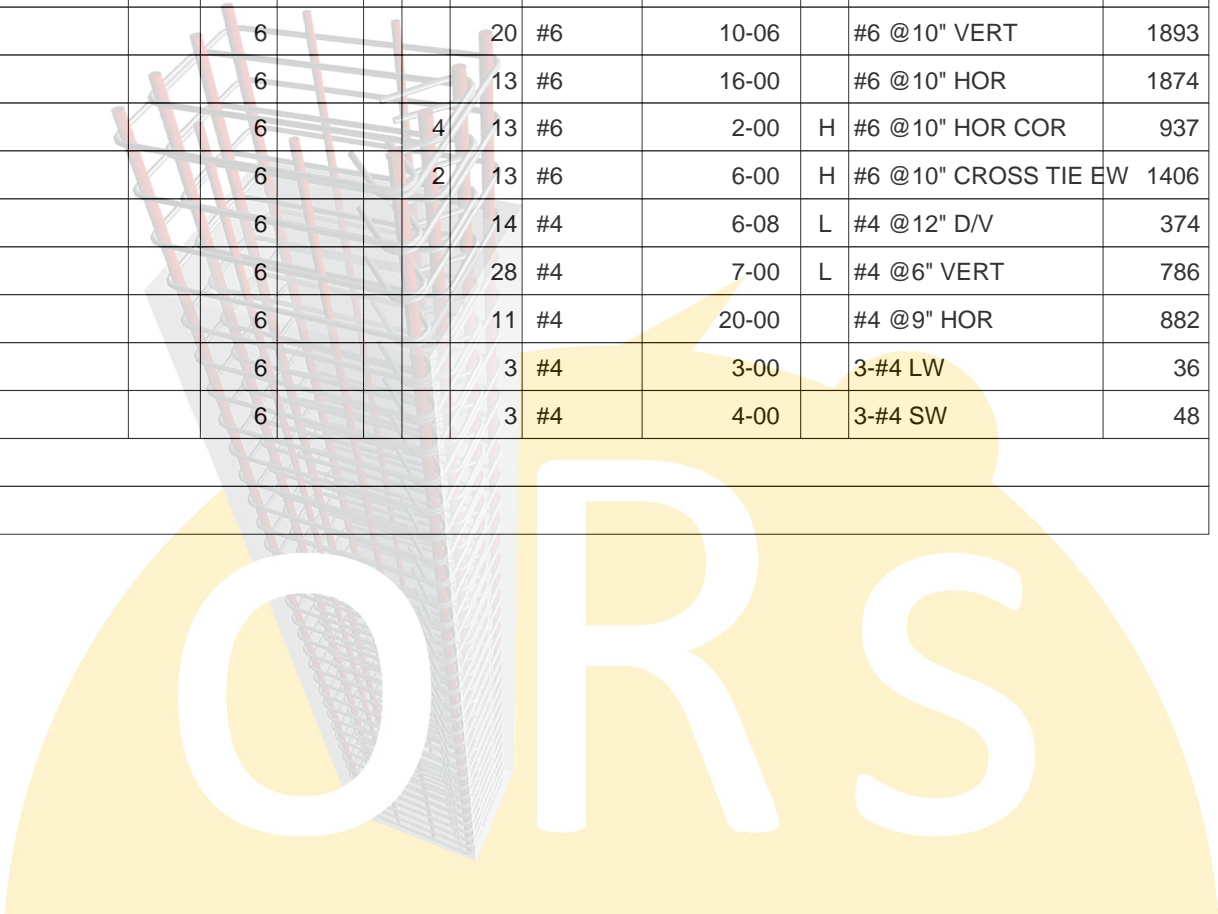 6 20 #6 10-06 #6 @10" VERT 1893
6 13 #6 16-00 #6 @10" HOR 1874
6 4 13 #6 2-00 H #6 @10" HOR COR 937
6 2 13 #6 6-00 H #6 @10" CROSS TIE EW 1406
6 14 #4 6-08 L #4 @12" D/V 374
6 28 #4 7-00 L #4 @6" VERT 786
6 11 #4 20-00 #4 @9" HOR 882
6 3 #4 3-00 3-#4 LW 36
6 3 #4 4-00 3-#4 SW 48
ORS